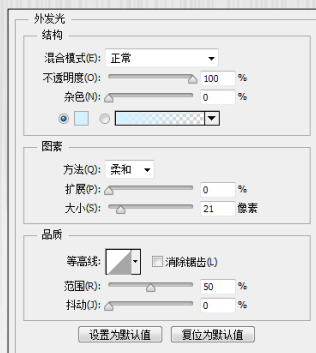 外发光
结构
混合模式(E): 正常
不透明度(O): 100 %
杂色(N): 0 %
图素
方法(Q): 柔和
扩展(P): 0 %
大小(S): 21 像素
品质
等高线: 消除锯齿(L)
范围(R): 50 %
抖动(J): 0 %
设置为默认值 复位为默认值